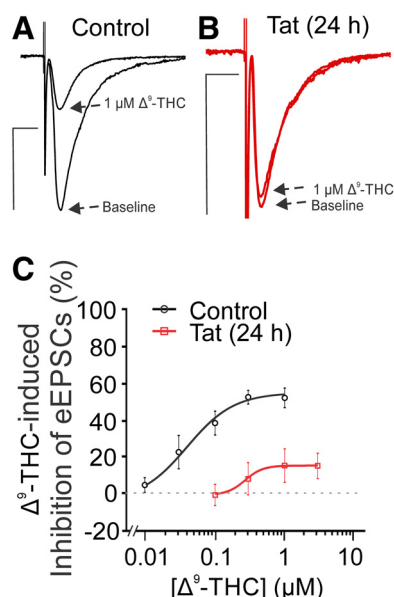 A Control
1 µM Δ⁹-THC
Baseline
B Tat (24 h)
1 µM Δ⁹-THC
Baseline
C
Δ⁹-THC-induced
Inhibition of eEPSCs (%)
Control
Tat (24 h)
100
80
60
40
20
0
-20
0.01 0.1 1 10
[Δ⁹-THC] (µM)